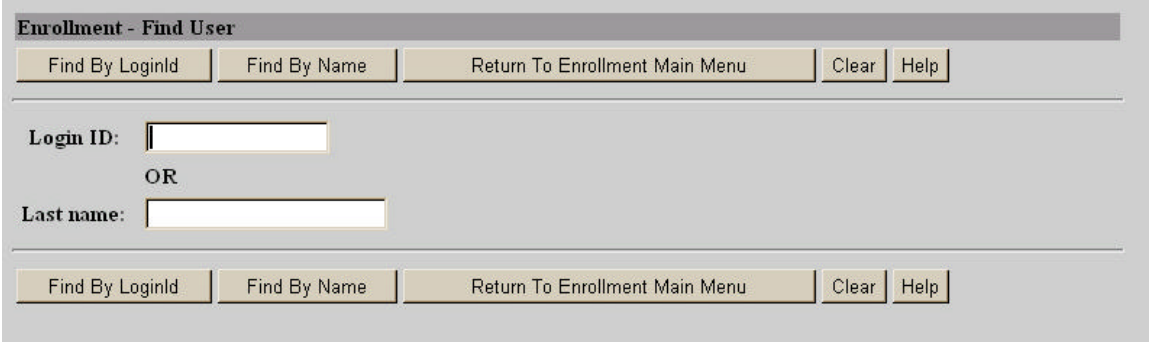 Enrollment - Find User
Find By LoginId Find By Name Return To Enrollment Main Menu Clear Help
Login ID:
OR
Last name:
Find By LoginId Find By Name Return To Enrollment Main Menu Clear Help